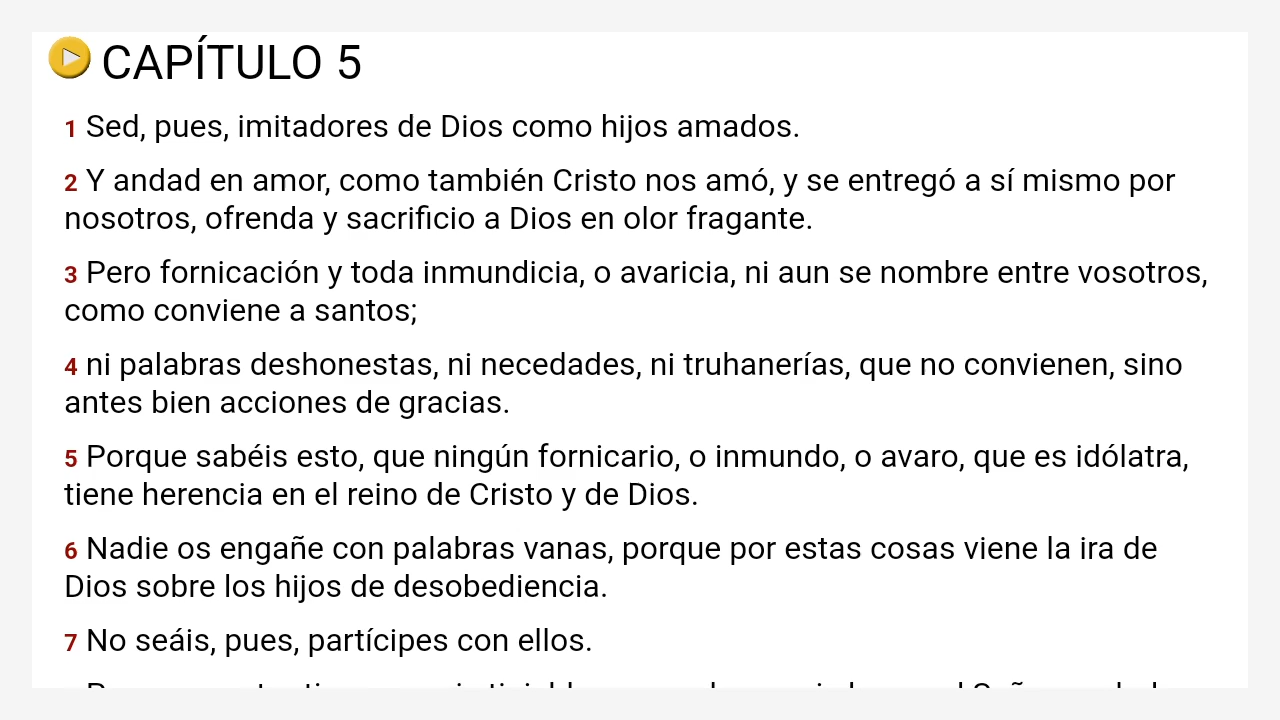 CAPÍTULO 5
1 Sed, pues, imitadores de Dios como hijos amados.
2 Y andad en amor, como también Cristo nos amó, y se entregó a sí mismo por
nosotros, ofrenda y sacrificio a Dios en olor fragante.
3 Pero fornicación y toda inmundicia, o avaricia, ni aun se nombre entre vosotros,
como conviene a santos;
4 ni palabras deshonestas, ni necedades, ni truhanerías, que no convienen, sino
antes bien acciones de gracias.
5 Porque sabéis esto, que ningún fornicario, o inmundo, o avaro, que es idólatra,
tiene herencia en el reino de Cristo y de Dios.
6 Nadie os engañe con palabras vanas, porque por estas cosas viene la ira de
Dios sobre los hijos de desobediencia.
7 No seáis, pues, partícipes con ellos.